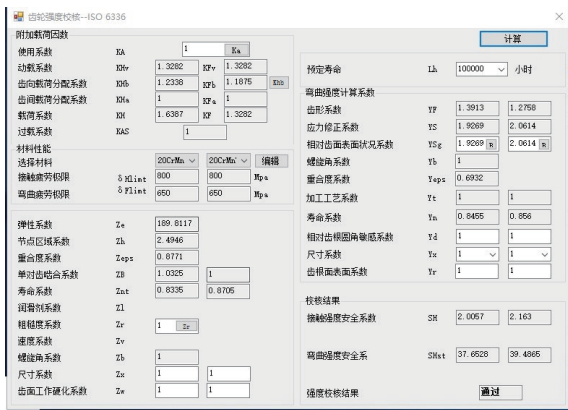 齿轮强度校核--ISO 6336
附加载荷因数
使用系数 KA 1 Ka
动载系数 KHv 1.3282 KFv 1.3282
齿向载荷分配系数 KHb 1.2338 KFb 1.1875 Khb
齿间载荷分配系数 KHa 1 KFa 1
载荷系数 KH 1.6387 KF 1.3282
过载系数 KAS 1
材料性能
选择材料 20CrMn 20CrMn 编辑
接触疲劳极限 δHlimt 800 800 Mpa
弯曲疲劳极限 δFlimt 650 650 Mpa
弹性系数 Ze 189.8117
节点区域系数 Zh 2.4946
重合度系数 Zeps 0.8771
单对齿啮合系数 ZB 1.0325 1
寿命系数 Znt 0.8335 0.8705
润滑剂系数 Zl
粗糙度系数 Zr 1 Zr
速度系数 Zv
螺旋角系数 Zb 1
尺寸系数 Zx 1 1
齿面工作硬化系数 Zw 1 1
计算
预定寿命 Lh 100000 小时
弯曲强度计算系数
齿形系数 YF 1.3913 1.2758
应力修正系数 YS 1.9269 2.0614
相对齿面表面状况系数 YSg 1.9269 R 2.0614 R
螺旋角系数 Yb 1
重合度系数 Yeps 0.6932
加工工艺系数 Yt 1 1
寿命系数 Yn 0.8455 0.856
相对齿根圆角敏感系数 Yd 1 1
尺寸系数 Yx 1 1
齿根面表面系数 Yr 1 1
校核结果
接触强度安全系数 SH 2.0057 2.163
弯曲强度安全系 SHst 37.6528 39.4865
强度校核结果 通过